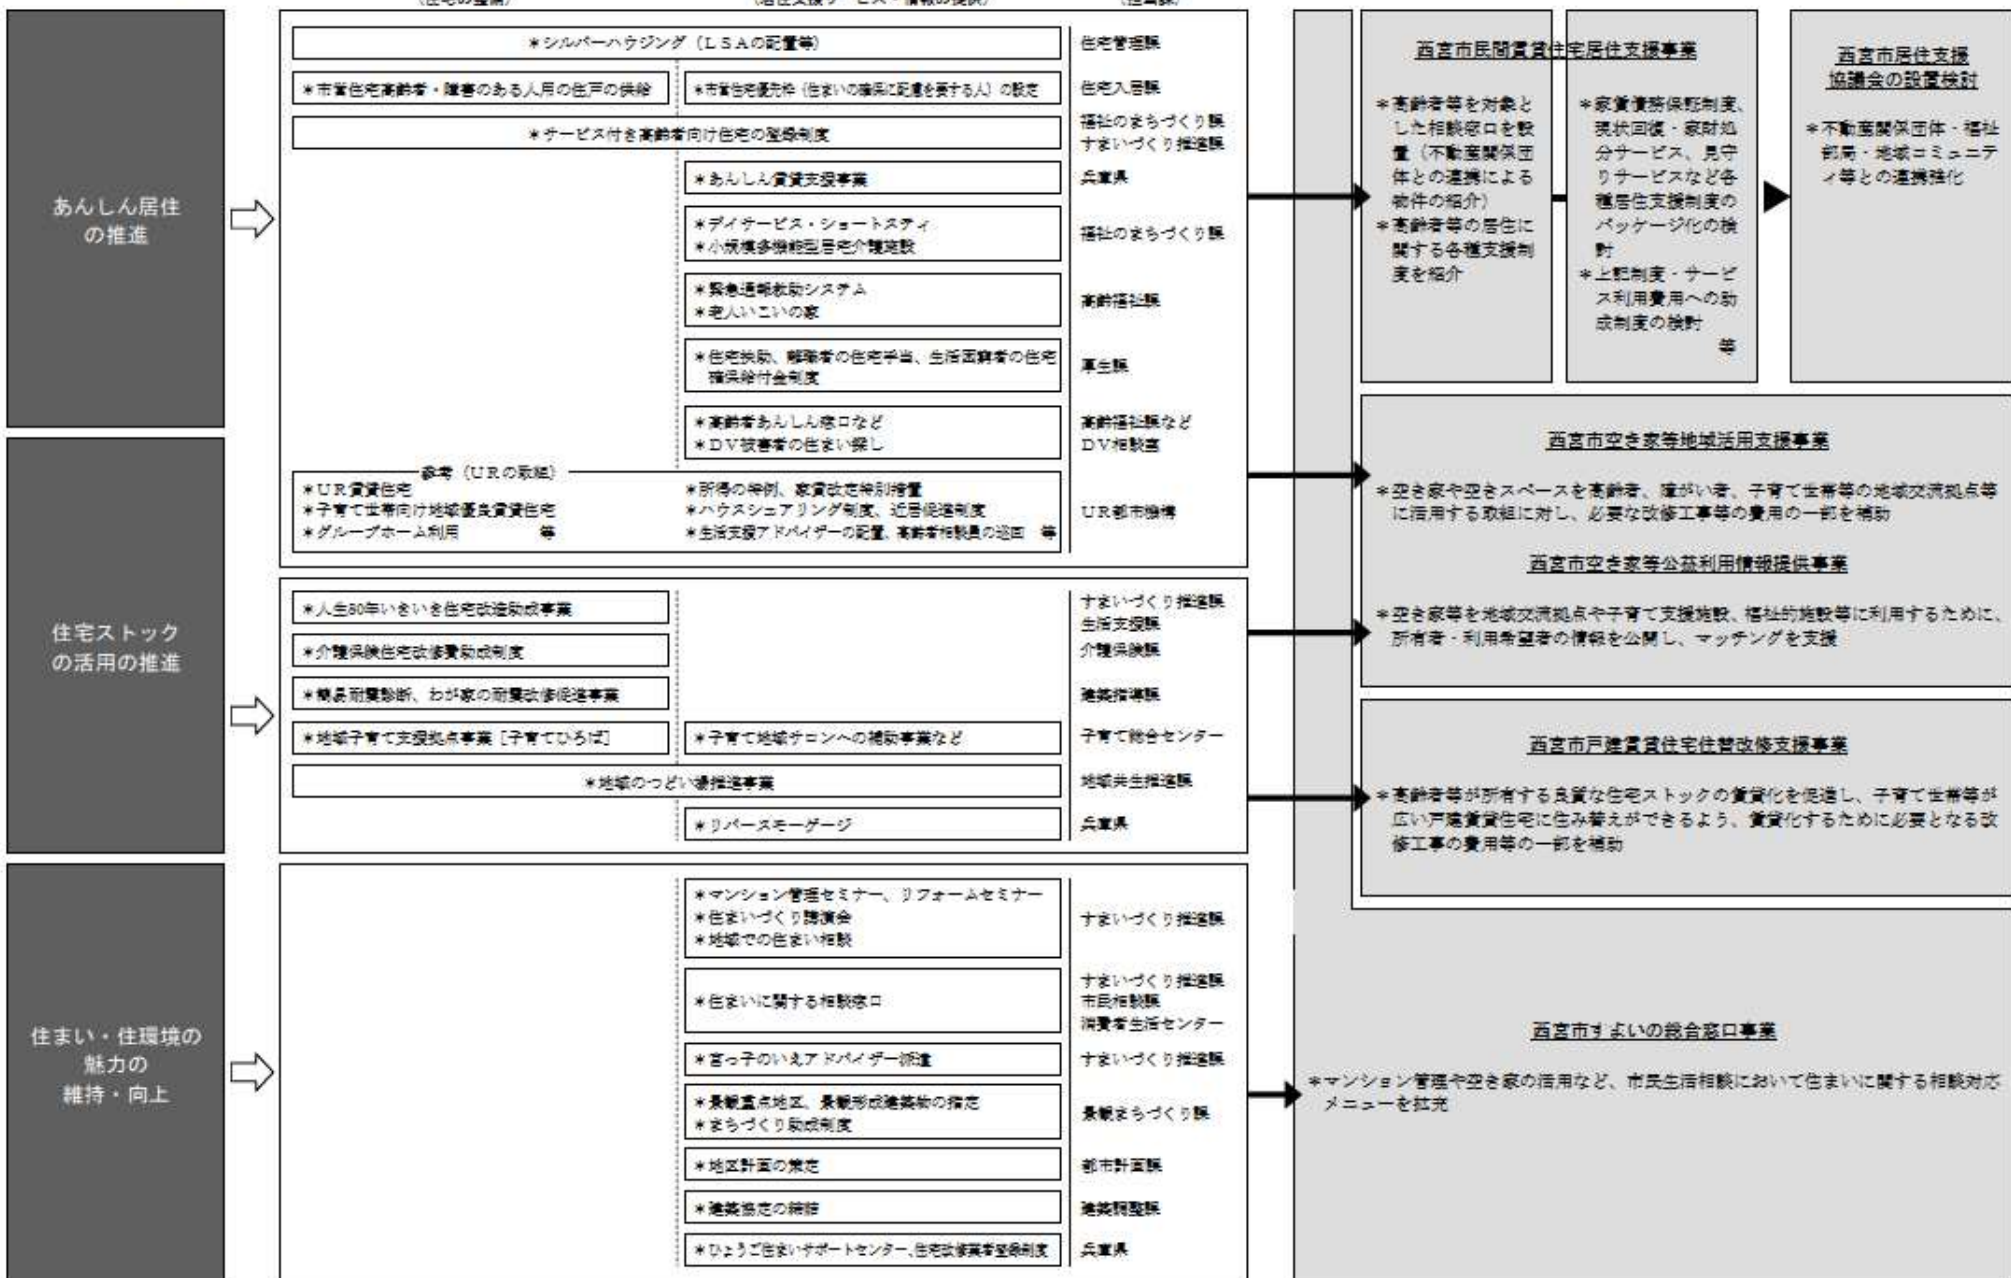 (住宅の整備)
(居住支援サービス・情報の提供)
(担当課)
あんしん居住
の推進
＊シルバーハウジング（ＬＳＡの配置等）
住宅管理課
＊市営住宅高齢者・障害のある人用の住戸の供給
＊市営住宅優先枠（住まいの確保に配慮を要する人）の設定
住宅入居課
＊サービス付き高齢者向け住宅の登録制度
福祉のまちづくり課
すまいづくり推進課
＊あんしん賃貸支援事業
兵庫県
＊デイサービス・ショートスティ
＊小規模多機能型居宅介護施設
福祉のまちづくり課
＊緊急通報救助システム
＊老人いこいの家
高齢福祉課
＊住宅扶助、離職者の住宅手当、生活困窮者の住宅
確保給付金制度
厚生課
＊高齢者あんしん窓口など
＊ＤＶ被害者の住まい探し
高齢福祉課など
ＤＶ相談室
参考（ＵＲの取組）
＊ＵＲ賃貸住宅
＊子育て世帯向け地域優良賃貸住宅
＊グループホーム利用　等
＊所得の特例、家賃改定特別措置
＊ハウスシェアリング制度、近居促進制度
＊生活支援アドバイザーの配置、高齢者相談員の巡回　等
ＵＲ都市機構
住宅ストック
の活用の推進
＊人生80年いきいき住宅改造助成事業
すまいづくり推進課
生活支援課
＊介護保険住宅改修費助成制度
介護保険課
＊簡易耐震診断、わが家の耐震改修促進事業
建築指導課
＊地域子育て支援拠点事業［子育てひろば］
＊子育て地域サロンへの補助事業など
子育て総合センター
＊地域のつどい場推進事業
地域共生推進課
＊リバースモーゲージ
兵庫県
住まい・住環境の
魅力の
維持・向上
＊マンション管理セミナー、リフォームセミナー
＊住まいづくり講演会
＊地域での住まい相談
すまいづくり推進課
＊住まいに関する相談窓口
すまいづくり推進課
市民相談課
消費者生活センター
＊宮っ子のいえアドバイザー派遣
すまいづくり推進課
＊景観重点地区、景観形成建築物の指定
＊まちづくり助成制度
景観まちづくり課
＊地区計画の策定
都市計画課
＊建築協定の締結
建築調整課
＊ひょうご住まいサポートセンター、住宅改修業者登録制度
兵庫県
西宮市民間賃貸住宅居住支援事業
＊高齢者等を対象と
した相談窓口を設
置（不動産関係団
体との連携による
物件の紹介）
＊高齢者等の居住に
関する各種支援制
度を紹介
＊家賃債務保証制度、
現状回復・家財処
分サービス、見守
りサービスなど各
種居住支援制度の
パッケージ化の検
討
＊上記制度・サービ
ス利用費用への助
成制度の検討
等
西宮市居住支援
協議会の設置検討
＊不動産関係団体・福祉
部局・地域コミュニテ
ィ等との連携強化
西宮市空き家等地域活用支援事業
＊空き家や空きスペースを高齢者、障がい者、子育て世帯等の地域交流拠点等
に活用する取組に対し、必要な改修工事等の費用の一部を補助
西宮市空き家等公益利用情報提供事業
＊空き家等を地域交流拠点や子育て支援施設、福祉的施設等に利用するために、
所有者・利用希望者の情報を公開し、マッチングを支援
西宮市戸建賃貸住宅住替改修支援事業
＊高齢者等が所有する良質な住宅ストックの賃貸化を促進し、子育て世帯等が
広い戸建賃貸住宅に住み替えができるよう、賃貸化するために必要となる改
修工事の費用等の一部を補助
西宮市すまいの総合窓口事業
＊マンション管理や空き家の活用など、市民生活相談において住まいに関する相談対応
メニューを拡充